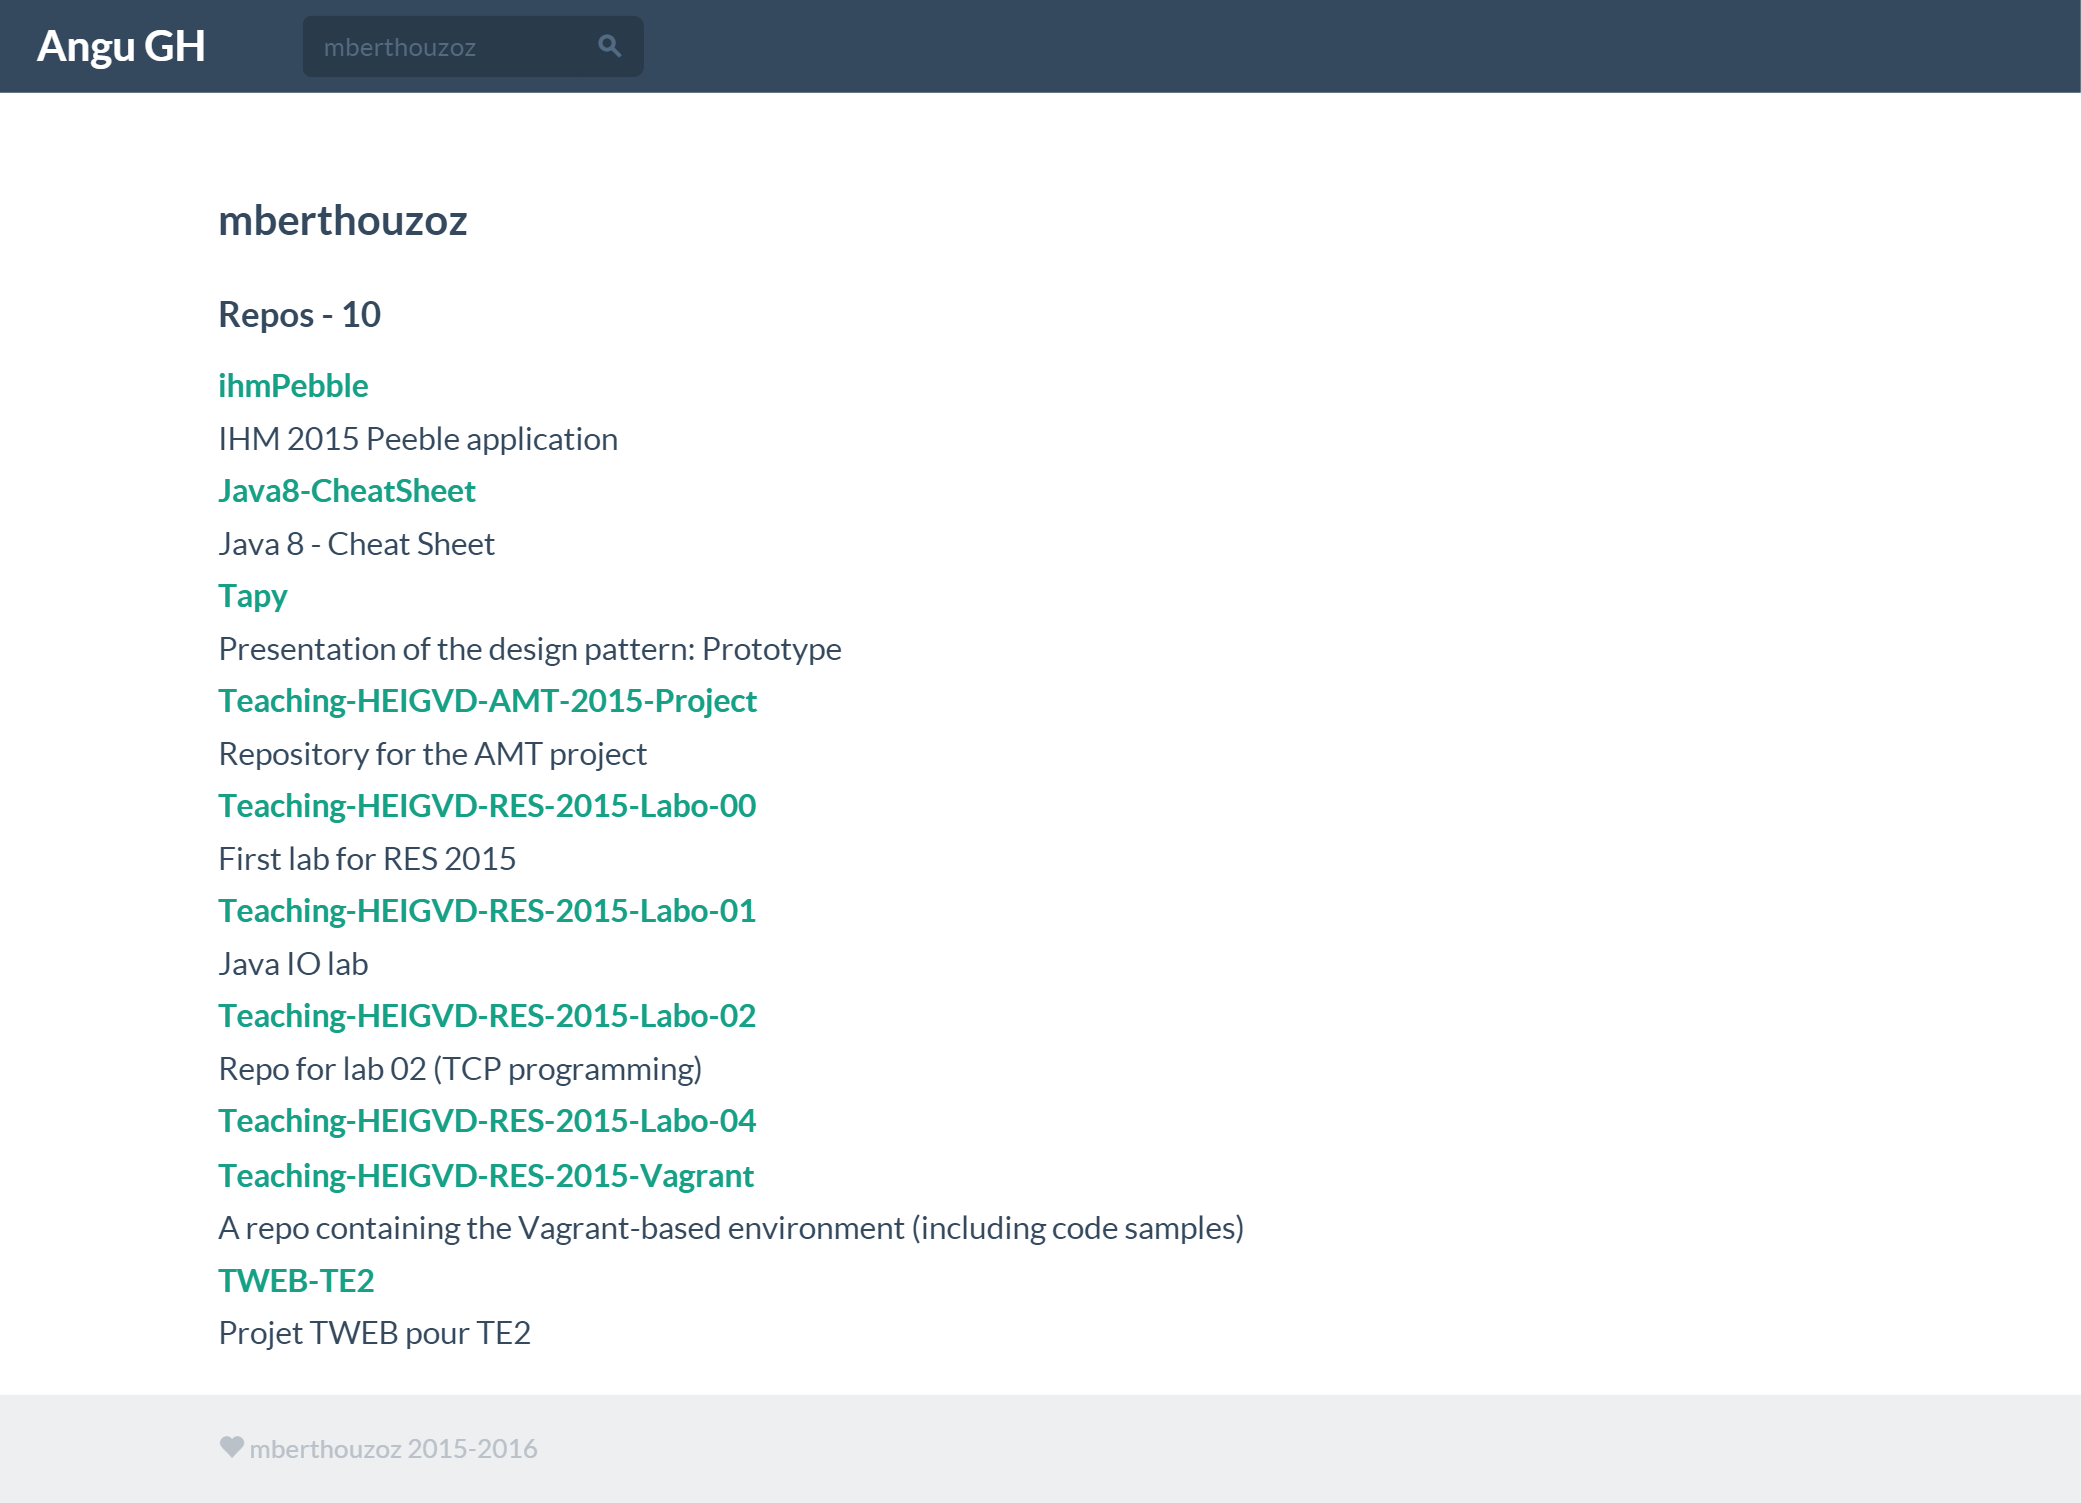 Angu GH
mberthouzoz
mberthouzoz
Repos - 10
ihmPebble
IHM 2015 Peeble application
Java8-CheatSheet
Java 8 - Cheat Sheet
Tapy
Presentation of the design pattern: Prototype
Teaching-HEIGVD-AMT-2015-Project
Repository for the AMT project
Teaching-HEIGVD-RES-2015-Labo-00
First lab for RES 2015
Teaching-HEIGVD-RES-2015-Labo-01
Java IO lab
Teaching-HEIGVD-RES-2015-Labo-02
Repo for lab 02 (TCP programming)
Teaching-HEIGVD-RES-2015-Labo-04
Teaching-HEIGVD-RES-2015-Vagrant
A repo containing the Vagrant-based environment (including code samples)
TWEB-TE2
Projet TWEB pour TE2
mberthouzoz 2015-2016